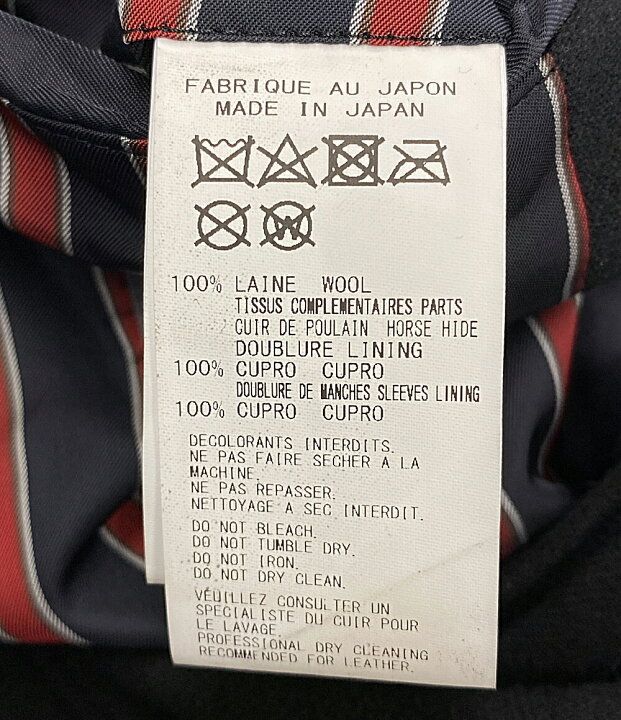 FABRIQUE AU JAPON
MADE IN JAPAN
W
100% LAINE WOOL
TISSUS COMPLEMENTAIRES PARTS
CUIR DE POULAIN HORSE HIDE
DOUBLURE LINING
100% CUPRO CUPRO
DOUBLURE DE MANCHES SLEEVES LINING
100% CUPRO CUPRO
DECOLORANTS INTERDITS.
NE PAS FAIRE SECHER A LA
MACHINE.
NE PAS REPASSER.
NETTOYAGE A SEC INTERDIT.
DO NOT BLEACH.
DO NOT TUMBLE DRY.
DO NOT IRON.
DO NOT DRY CLEAN.
VEUILLEZ CONSULTER UN
SPECIALISTE DU CUIR POUR
LE LAVAGE.
PROFESSIONAL DRY CLEANING
RECOMMENDED FOR LEATHER.